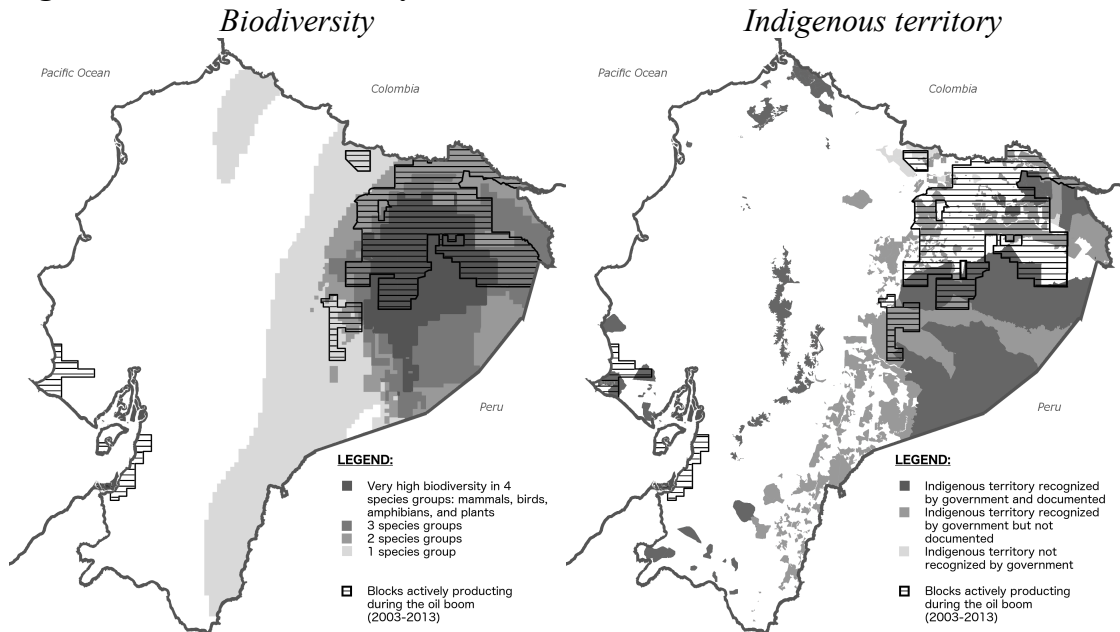 Biodiversity
Pacific Ocean
Colombia
Peru
LEGEND:
Very high biodiversity in 4
species groups: mammals, birds,
amphibians, and plants
3 species groups
2 species groups
1 species group
Blocks actively producing
during the oil boom
(2003-2013)
Indigenous territory
Pacific Ocean
Colombia
Peru
LEGEND:
Indigenous territory recognized
by government and documented
Indigenous territory recognized
by government but not
documented
Indigenous territory not
recognized by government
Blocks actively producing
during the oil boom
(2003-2013)